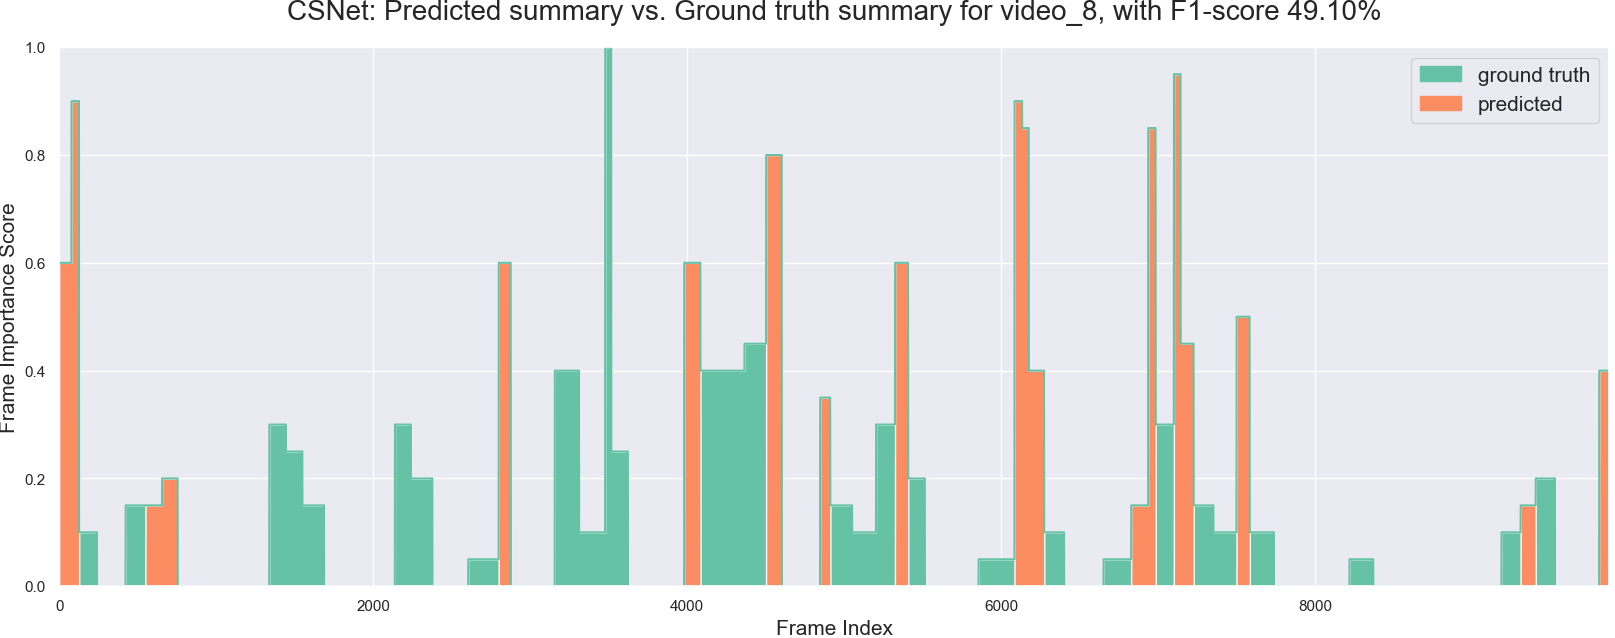 CSNet: Predicted summary vs. Ground truth summary for video_8, with F1-score 49.10%
1.0
0.8
0.6
0.4
0.2
0.0
Frame Importance Score
ground truth
predicted
0
2000
4000
6000
8000
Frame Index